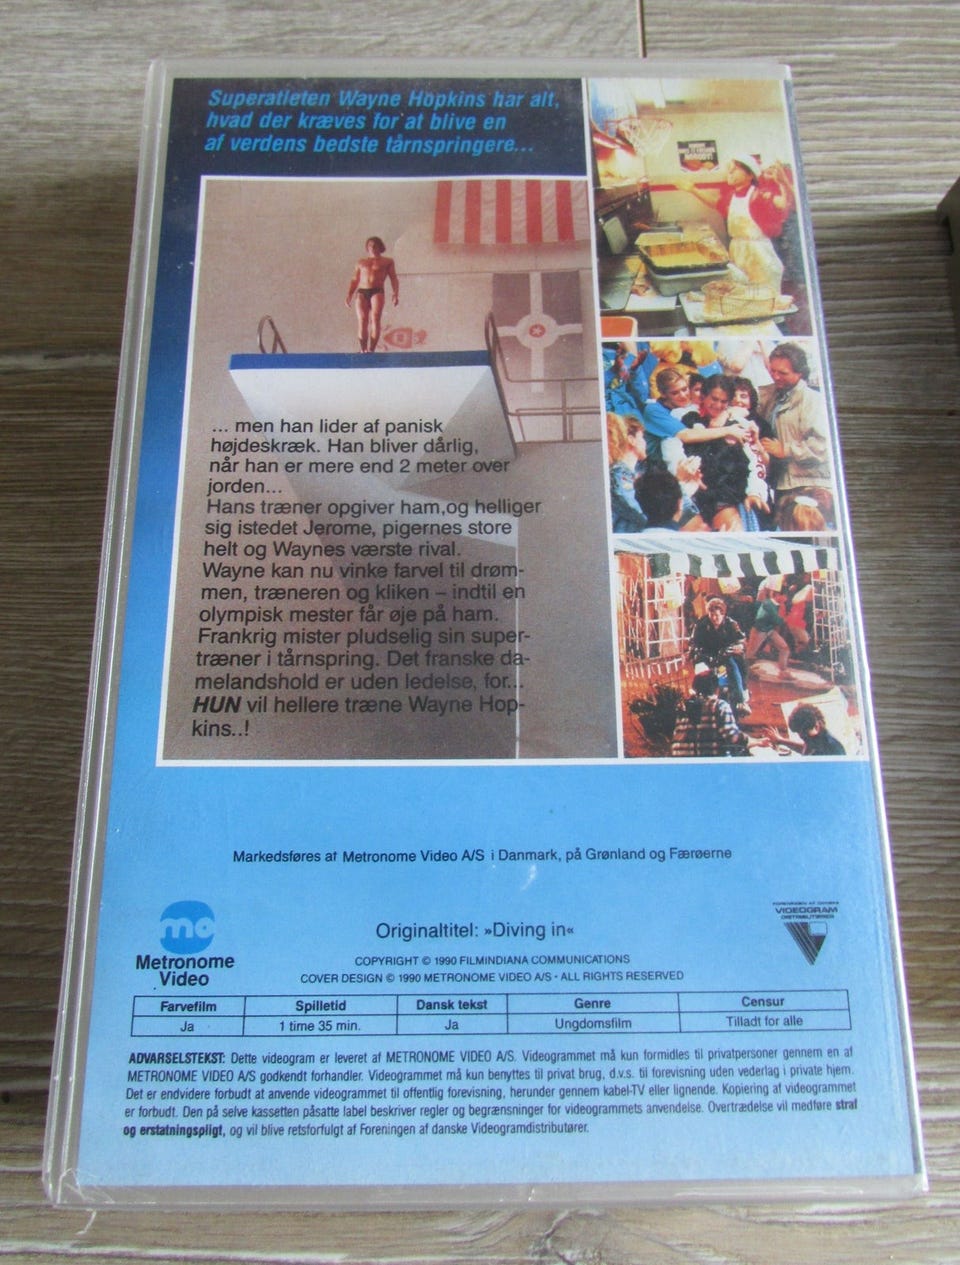 Superatleten Wayne Hopkins har alt,
hvad der kræves for at blive en
af verdens bedste tårnspringere...
... men han lider af panisk
højdeskræk. Han bliver dårlig,
når han er mere end 2 meter over
jorden...
Hans træner opgiver ham,og helliger
sig istedet Jerome, pigernes store
helt og Waynes værste rival.
Wayne kan nu vinke farvel til drøm-
men, træneren og kliken – indtil en
olympisk mester får øje på ham.
Frankrig mister pludselig sin super-
træner i tårnspring. Det franske da-
melandshold er uden ledelse, for...
HUN vil hellere træne Wayne Hop-
kins..!
Markedsføres af Metronome Video A/S i Danmark, på Grønland og Færøerne
mo
Metronome
Video
FORENINGEN AF DANSKE
VIDEOGRAM
DISTRIBUTØRER
Originaltitel: »Diving in«
COPYRIGHT © 1990 FILMINDIANA COMMUNICATIONS
COVER DESIGN © 1990 METRONOME VIDEO A/S · ALL RIGHTS RESERVED
Farvefilm Spilletid Dansk tekst Genre Censur
Ja 1 time 35 min. Ja Ungdomsfilm Tilladt for alle
ADVARSELSTEKST: Dette videogram er leveret af METRONOME VIDEO A/S. Videogrammet må kun formidles til privatpersoner gennem en af
METRONOME VIDEO A/S godkendt forhandler. Videogrammet må kun benyttes til privat brug, d.v.s. til forevisning uden vederlag i private hjem.
Det er endvidere forbudt at anvende videogrammet til offentlig forevisning, herunder gennem kabel-TV eller lignende. Kopiering af videogrammet
er forbudt. Den på selve kassetten påsatte label beskriver regler og begrænsninger for videogrammets anvendelse. Overtrædelse vil medføre straf
og erstatningspligt, og vil blive retsforfulgt af Foreningen af danske Videogramdistributører.